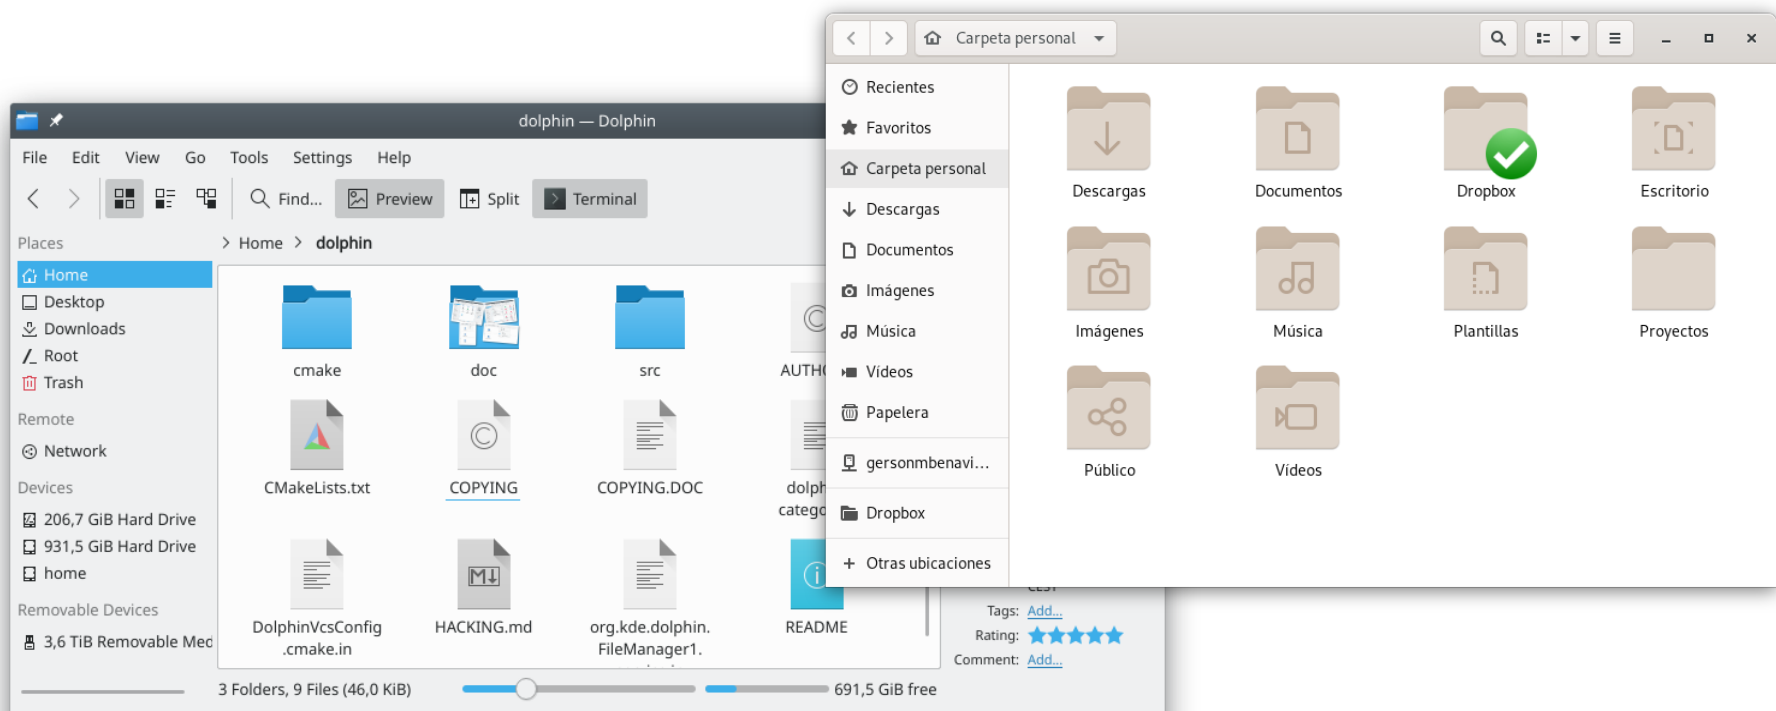 dolphin — Dolphin
File Edit View Go Tools Settings Help
Find... Preview Split Terminal
Places
Home
Desktop
Downloads
Root
Trash
Remote
Network
Devices
206,7 GiB Hard Drive
931,5 GiB Hard Drive
home
Removable Devices
3,6 TiB Removable Med
Home dolphin
cmake doc src AUTHO
CMakeLists.txt COPYING COPYING.DOC dolph
catego
DolphinVcsConfig HACKING.md org.kde.dolphin. README
.cmake.in FileManager1.
CEST
Tags: Add...
Rating:
Comment: Add...
3 Folders, 9 Files (46,0 KiB) 691,5 GiB free
Carpeta personal
Recientes
Favoritos
Carpeta personal
Descargas
Documentos
Imágenes
Música
Vídeos
Papelera
gersonmbenavi...
Dropbox
Otras ubicaciones
Descargas Documentos Dropbox Escritorio
Imágenes Música Plantillas Proyectos
Público Vídeos